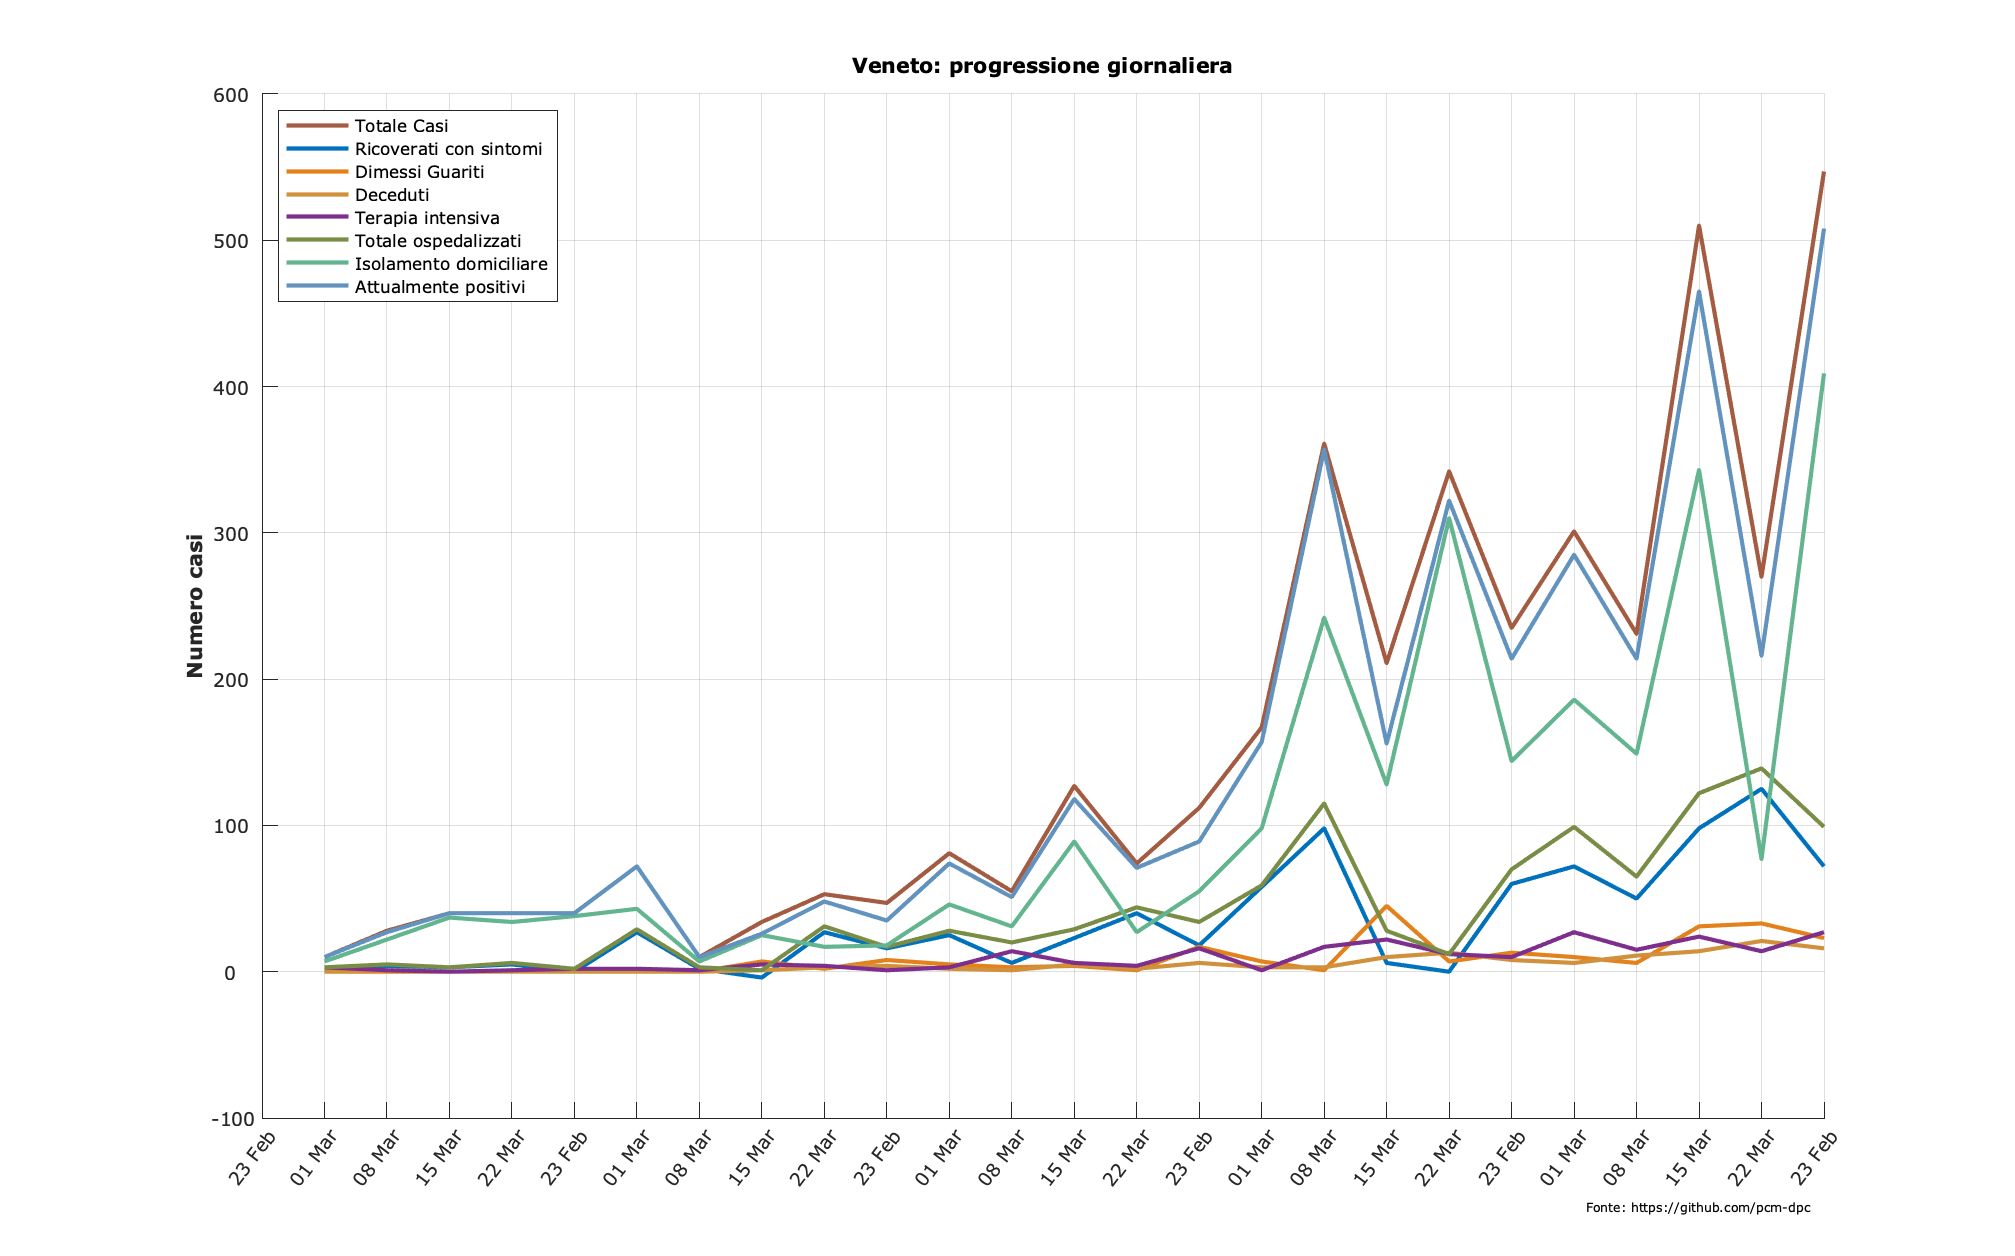 Veneto: progressione giornaliera
600
500
400
300
200
100
0
-100
Numero casi
Totale Casi
Ricoverati con sintomi
Dimessi Guariti
Deceduti
Terapia intensiva
Totale ospedalizzati
Isolamento domiciliare
Attualmente positivi
23 Feb
01 Mar
08 Mar
15 Mar
22 Mar
23 Feb
01 Mar
08 Mar
15 Mar
22 Mar
23 Feb
01 Mar
08 Mar
15 Mar
22 Mar
23 Feb
01 Mar
08 Mar
15 Mar
22 Mar
23 Feb
01 Mar
08 Mar
15 Mar
22 Mar
23 Feb
Fonte: https://github.com/pcm-dpc